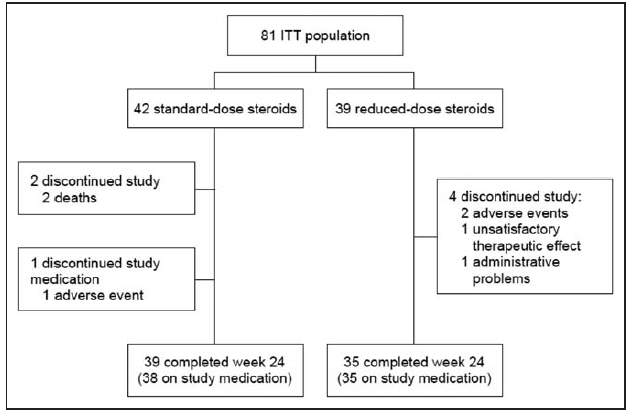 81 ITT population
42 standard-dose steroids
39 reduced-dose steroids
2 discontinued study
2 deaths
4 discontinued study:
2 adverse events
1 unsatisfactory
therapeutic effect
1 administrative
problems
1 discontinued study
medication
1 adverse event
39 completed week 24
(38 on study medication)
35 completed week 24
(35 on study medication)